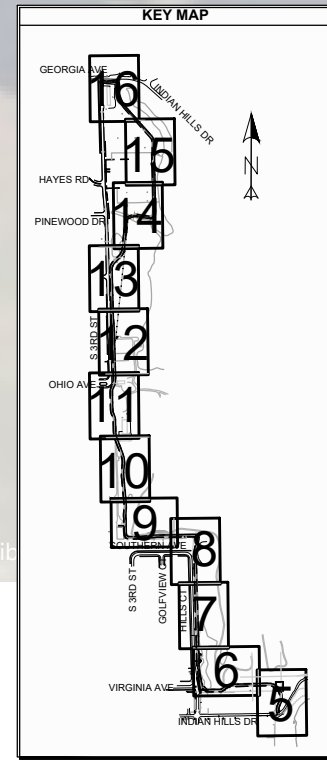 KEY MAP
GEORGIA AVE
16
INDIAN HILLS DR
15
HAYES RD
14
PINEWOOD DR
13
S 3RD ST
12
OHIO AVE
11
10
9
SOUTHERN AVE
8
S 3RD ST
GOLFVIEW CT
HILLS CT
7
6
VIRGINIA AVE
5
INDIAN HILLS DR
N